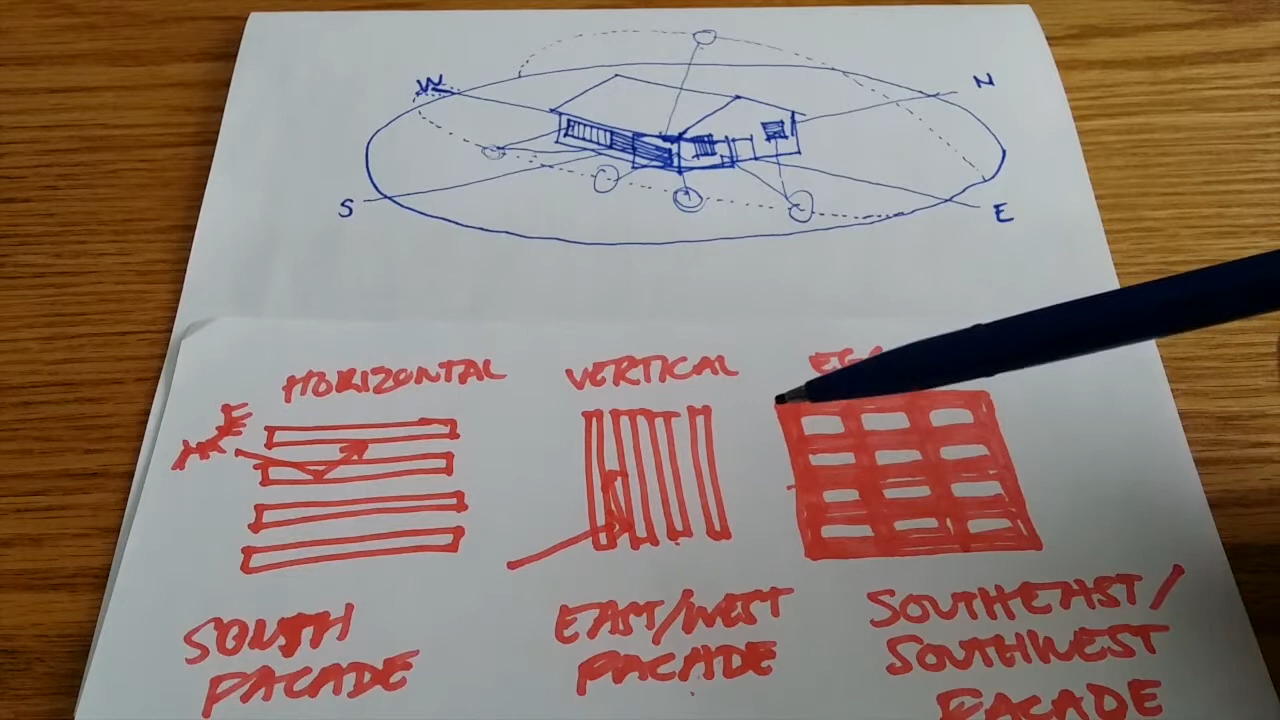 W
N
S
E
HORIZONTAL
VERTICAL
SOUTH
FACADE
EAST/WEST
FACADE
SOUTHEAST/
SOUTHWEST
FACADE